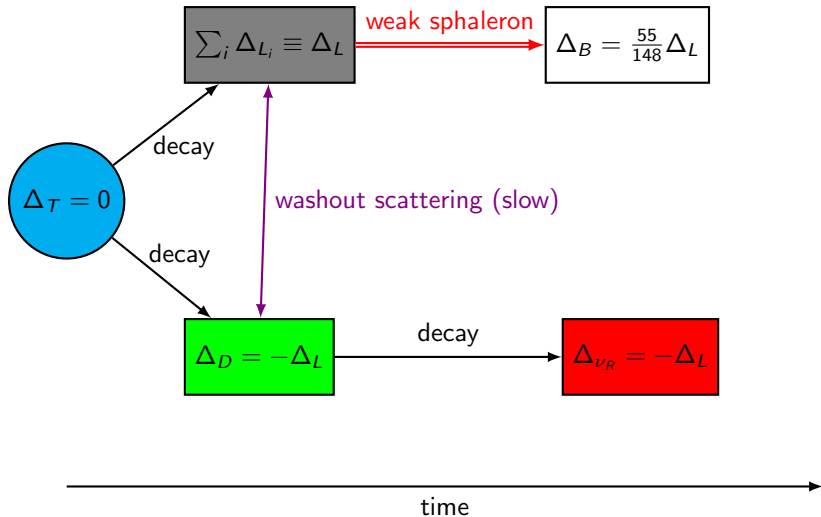 weak sphaleron
∑ᵢ Δ_{L_i} ≡ Δ_L
Δ_B = 55/148 Δ_L
decay
Δ_T = 0
washout scattering (slow)
decay
decay
Δ_D = −Δ_L
Δ_{ν_R} = −Δ_L
time